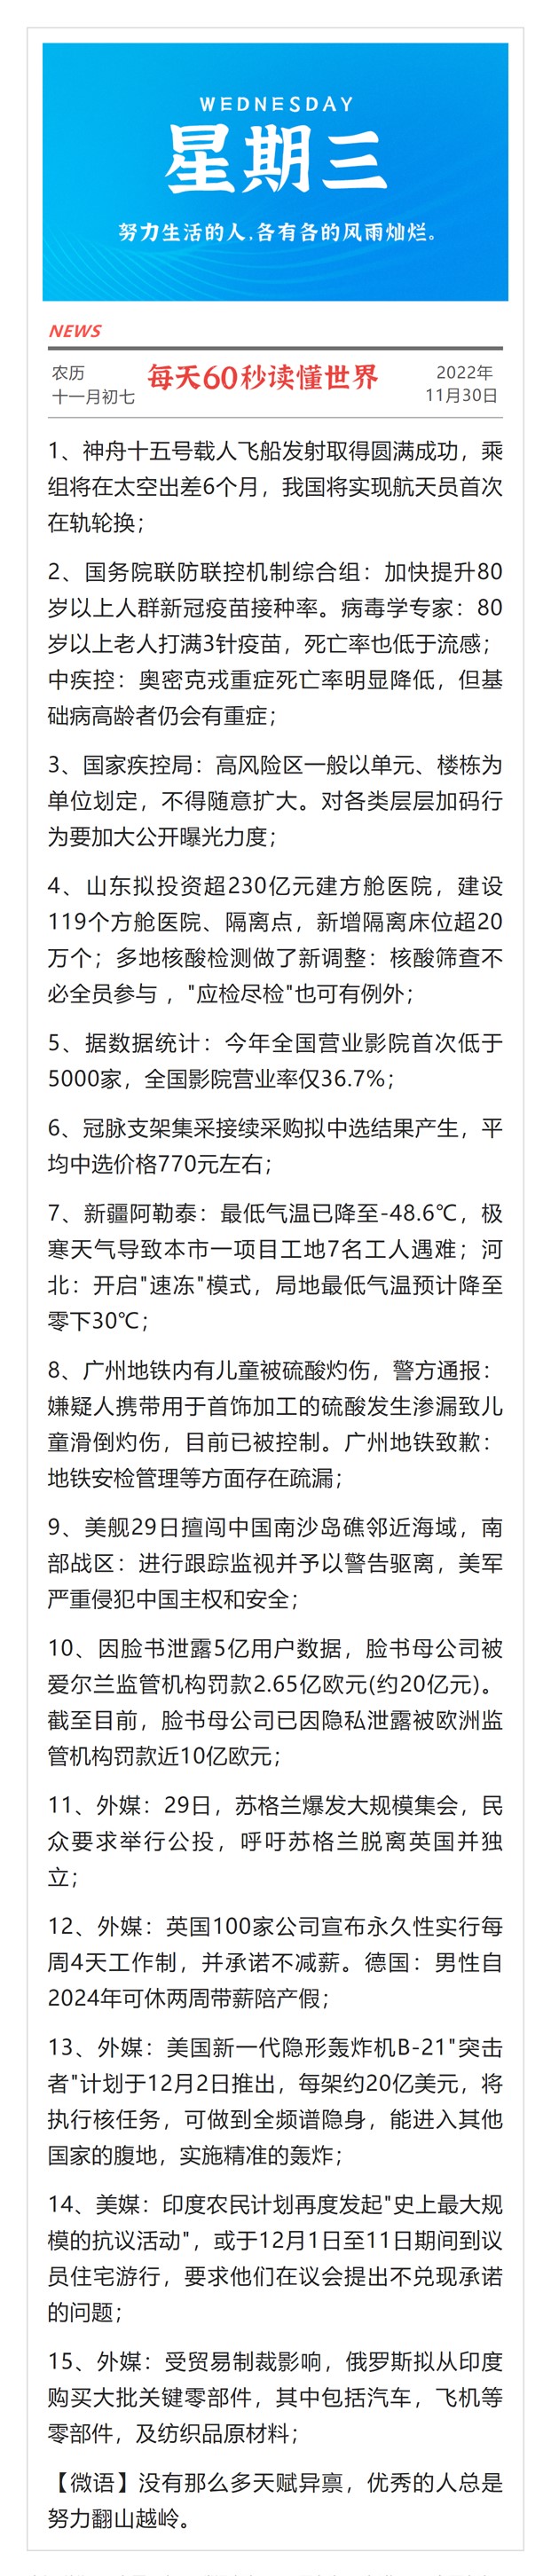 WEDNESDAY
星期三
努力生活的人,各有各的风雨灿烂。
NEWS
农历
十一月初七
每天60秒读懂世界
2022年
11月30日
1、神舟十五号载人飞船发射取得圆满成功，乘
组将在太空出差6个月，我国将实现航天员首次
在轨轮换；
2、国务院联防联控机制综合组：加快提升80
岁以上人群新冠疫苗接种率。病毒学专家：80
岁以上老人打满3针疫苗，死亡率也低于流感；
中疾控：奥密克戎重症死亡率明显降低，但基
础病高龄者仍会有重症；
3、国家疾控局：高风险区一般以单元、楼栋为
单位划定，不得随意扩大。对各类层层加码行
为要加大公开曝光力度；
4、山东拟投资超230亿元建方舱医院，建设
119个方舱医院、隔离点，新增隔离床位超20
万个；多地核酸检测做了新调整：核酸筛查不
必全员参与 ，"应检尽检"也可有例外；
5、据数据统计：今年全国营业影院首次低于
5000家，全国影院营业率仅36.7%；
6、冠脉支架集采接续采购拟中选结果产生，平
均中选价格770元左右；
7、新疆阿勒泰：最低气温已降至-48.6℃，极
寒天气导致本市一项目工地7名工人遇难；河
北：开启"速冻"模式，局地最低气温预计降至
零下30℃；
8、广州地铁内有儿童被硫酸灼伤，警方通报：
嫌疑人携带用于首饰加工的硫酸发生渗漏致儿
童滑倒灼伤，目前已被控制。广州地铁致歉：
地铁安检管理等方面存在疏漏；
9、美舰29日擅闯中国南沙岛礁邻近海域，南
部战区：进行跟踪监视并予以警告驱离，美军
严重侵犯中国主权和安全；
10、因脸书泄露5亿用户数据，脸书母公司被
爱尔兰监管机构罚款2.65亿欧元(约20亿元)。
截至目前，脸书母公司已因隐私泄露被欧洲监
管机构罚款近10亿欧元；
11、外媒：29日，苏格兰爆发大规模集会，民
众要求举行公投，呼吁苏格兰脱离英国并独
立；
12、外媒：英国100家公司宣布永久性实行每
周4天工作制，并承诺不减薪。德国：男性自
2024年可休两周带薪陪产假；
13、外媒：美国新一代隐形轰炸机B-21"突击
者"计划于12月2日推出，每架约20亿美元，将
执行核任务，可做到全频谱隐身，能进入其他
国家的腹地，实施精准的轰炸；
14、美媒：印度农民计划再度发起"史上最大规
模的抗议活动"，或于12月1日至11日期间到议
员住宅游行，要求他们在议会提出不兑现承诺
的问题；
15、外媒：受贸易制裁影响，俄罗斯拟从印度
购买大批关键零部件，其中包括汽车，飞机等
零部件，及纺织品原材料；
【微语】没有那么多天赋异禀，优秀的人总是
努力翻山越岭。